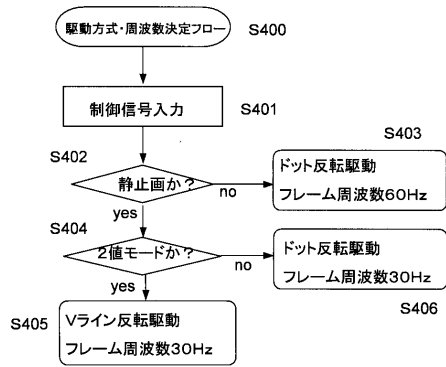 駆動方式・周波数決定フロー
S400
制御信号入力
S401
S402
静止画か?
no
S403
ドット反転駆動
フレーム周波数60Hz
yes
S404
2値モードか?
no
ドット反転駆動
フレーム周波数30Hz
S406
yes
S405
Vライン反転駆動
フレーム周波数30Hz